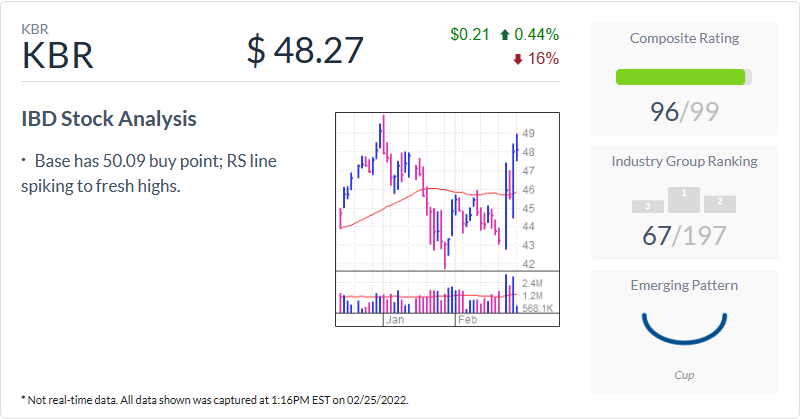 KBR
KBR
$ 48.27
$0.21 0.44%
16%
IBD Stock Analysis
· Base has 50.09 buy point; RS line
spiking to fresh highs.
49
48
47
46
45
44
43
42
2.4M
1.2M
568.1K
Jan
Feb
Composite Rating
96/99
Industry Group Ranking
3
1
2
67/197
Emerging Pattern
Cup
* Not real-time data. All data shown was captured at 1:16PM EST on 02/25/2022.